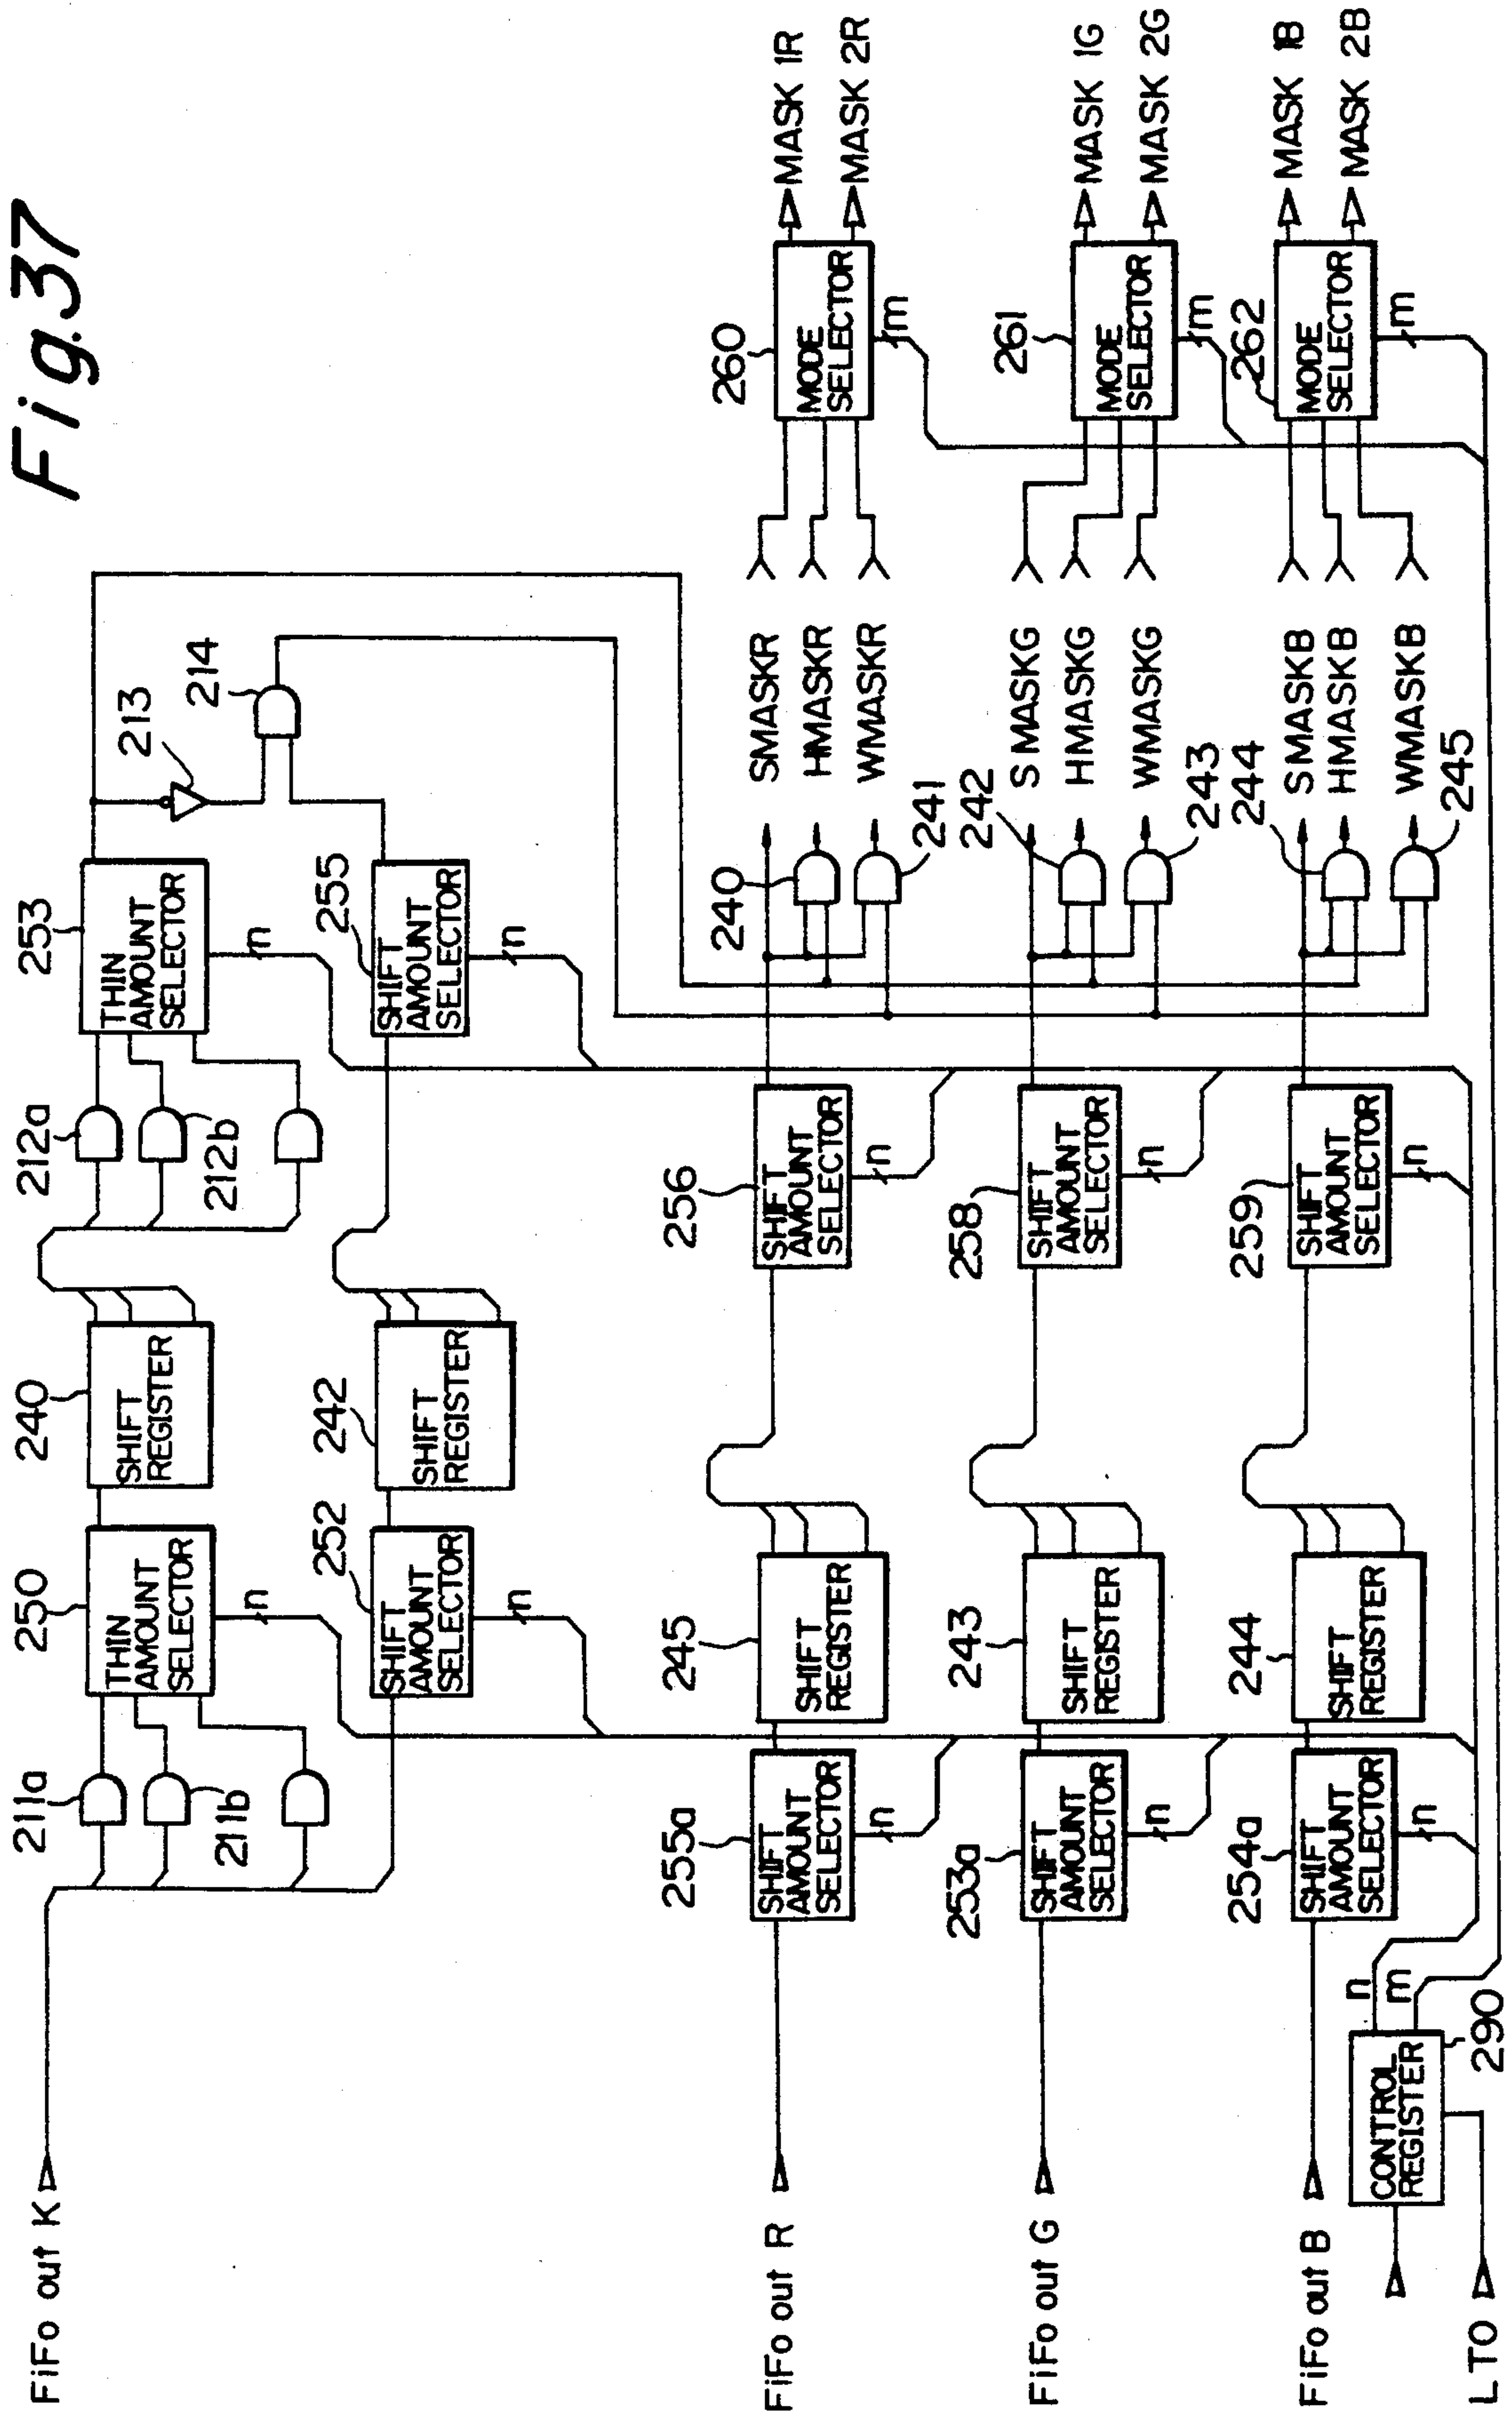 Fig.37
FiFo out K
211a
211b
250
THIN
AMOUNT
SELECTOR
n
240
SHIFT
REGISTER
212a
212b
253
THIN
AMOUNT
SELECTOR
n
213
214
252
SHIFT
AMOUNT
SELECTOR
n
242
SHIFT
REGISTER
255
SHIFT
AMOUNT
SELECTOR
n
FiFo out R
255a
SHIFT
AMOUNT
SELECTOR
n
245
SHIFT
REGISTER
256
SHIFT
AMOUNT
SELECTOR
n
240
241
SMASKR
HMASKR
WMASKR
260
MODE
SELECTOR
m
MASK 1R
MASK 2R
FiFo out G
253a
SHIFT
AMOUNT
SELECTOR
n
243
SHIFT
REGISTER
258
SHIFT
AMOUNT
SELECTOR
n
242
243
SMASKG
HMASKG
WMASKG
261
MODE
SELECTOR
m
MASK 1G
MASK 2G
FiFo out B
254a
SHIFT
AMOUNT
SELECTOR
n
244
SHIFT
REGISTER
259
SHIFT
AMOUNT
SELECTOR
n
244
245
SMASKB
HMASKB
WMASKB
262
MODE
SELECTOR
m
MASK 1B
MASK 2B
CONTROL
REGISTER
n
m
290
LTO